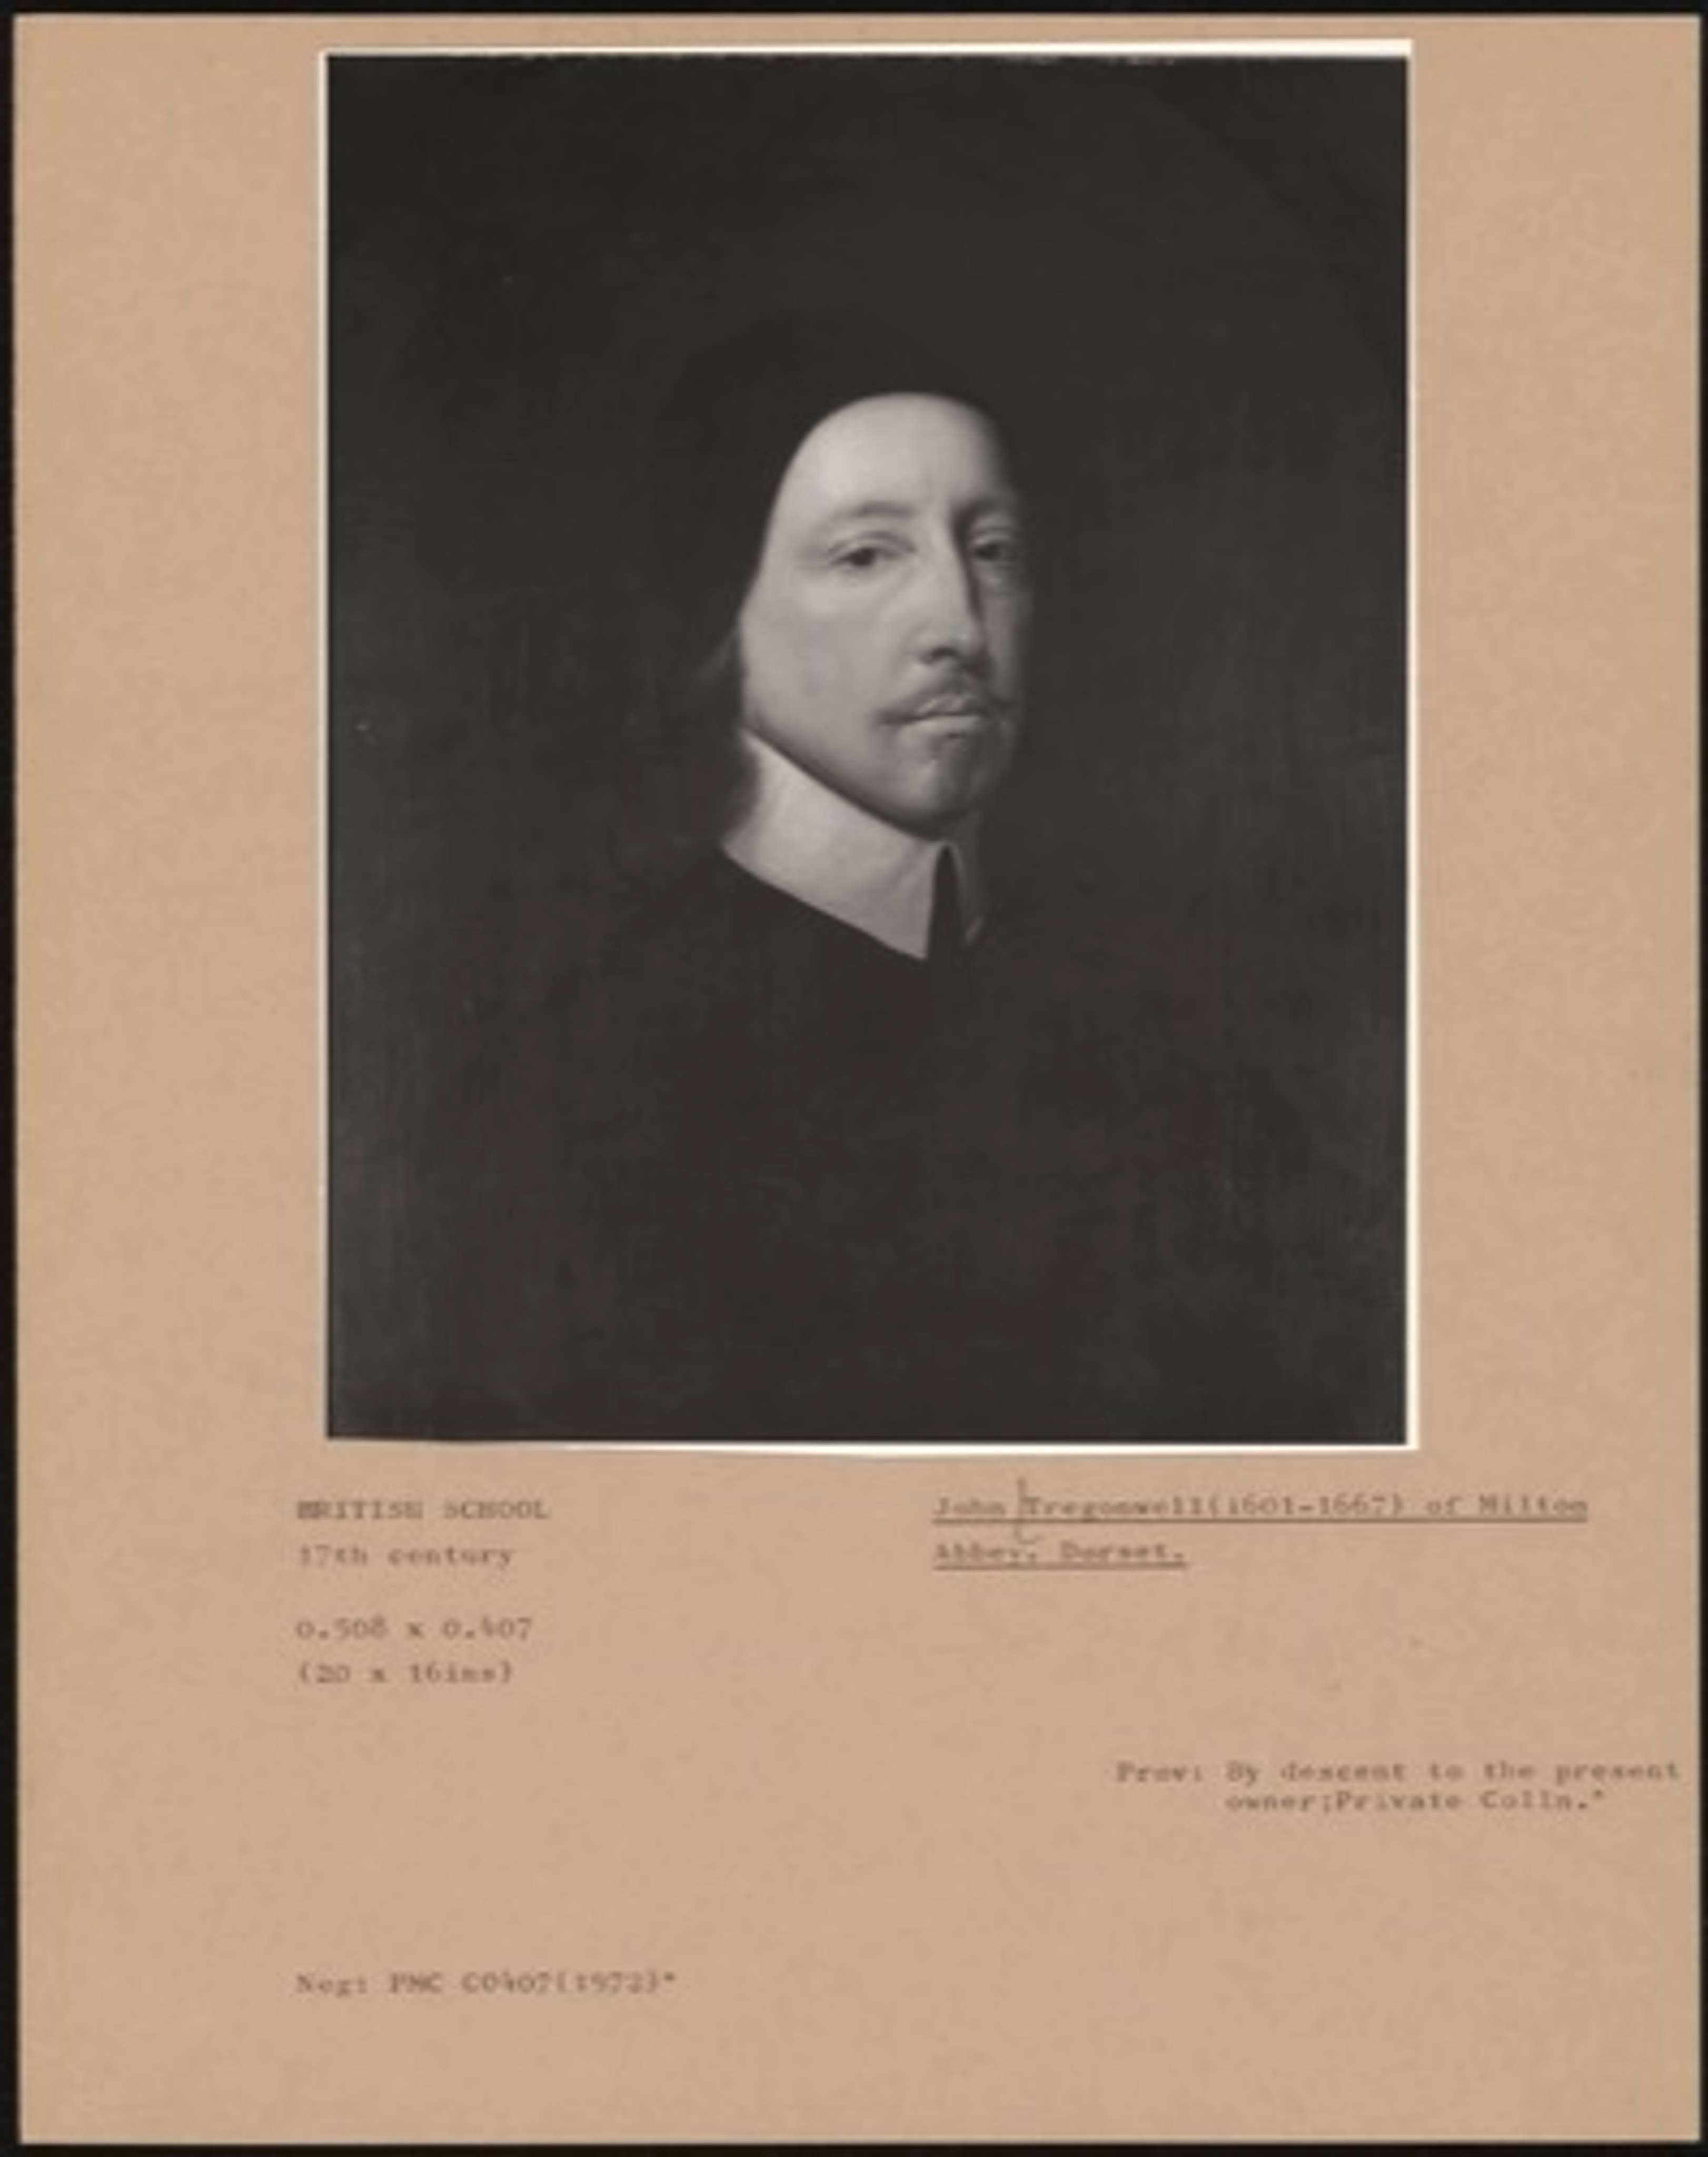 BRITISH SCHOOL
17th century
0.508 x 0.407
(20 x 16ins)
John Tregonwell(1601-1667) of Milton
Abbey, Dorset.
Prov: By descent to the present
owner;Private Colln.*
Neg: PMC C0407(1972)*